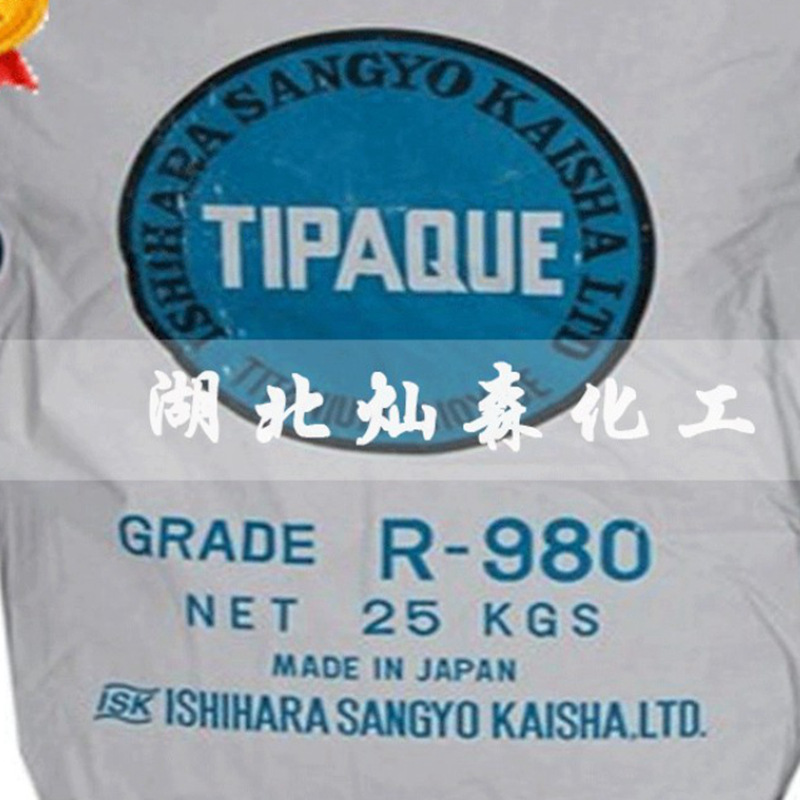 ISHIHARA SANGYO KAISHA LTD
TIPAQUE
湖北灿森化工
GRADE R-980
NET 25 KGS
MADE IN JAPAN
ISK ISHIHARA SANGYO KAISHA,LTD.